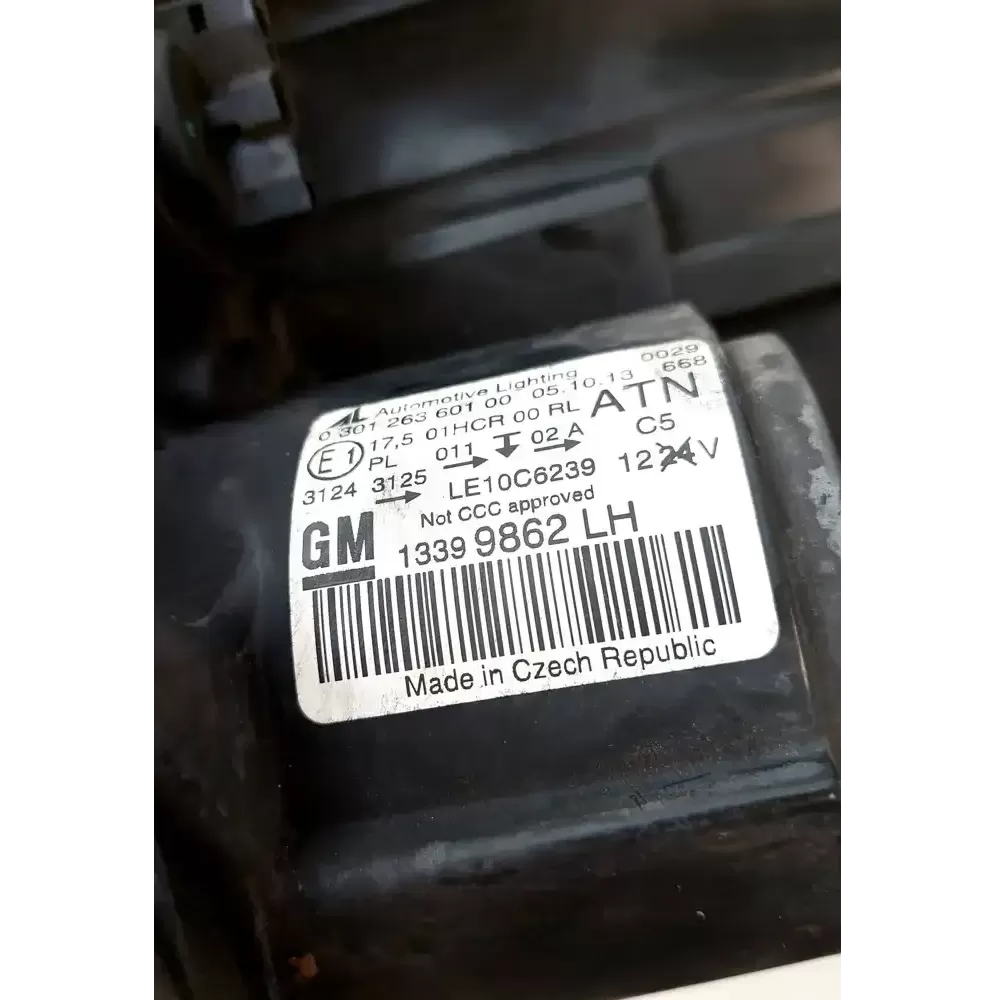 AL Automotive Lighting 0029
0 301 263 601 00 05.10.13 668
E1 17,5 01HCR 00 RL ATN
PL 011 → 02 A → C5
3124 3125 → LE10C6239 12 24 V
Not CCC approved
GM 1339 9862 LH
Made in Czech Republic